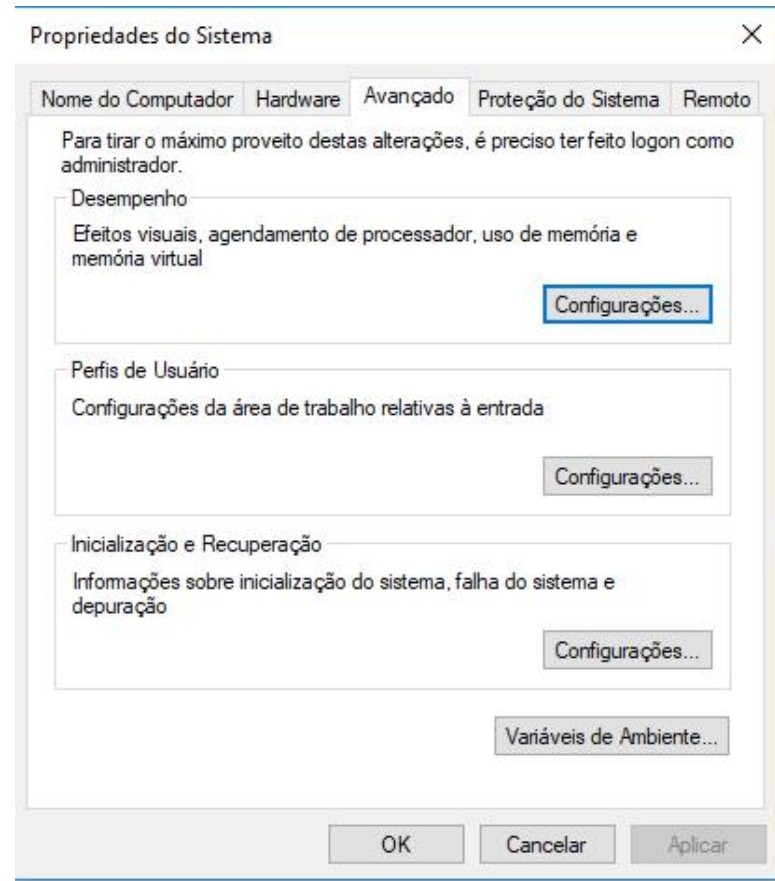 Propriedades do Sistema
Nome do Computador Hardware Avançado Proteção do Sistema Remoto
Para tirar o máximo proveito destas alterações, é preciso ter feito logon como
administrador.
Desempenho
Efeitos visuais, agendamento de processador, uso de memória e
memória virtual
Configurações...
Perfis de Usuário
Configurações da área de trabalho relativas à entrada
Configurações...
Inicialização e Recuperação
Informações sobre inicialização do sistema, falha do sistema e
depuração
Configurações...
Variáveis de Ambiente...
OK Cancelar Aplicar